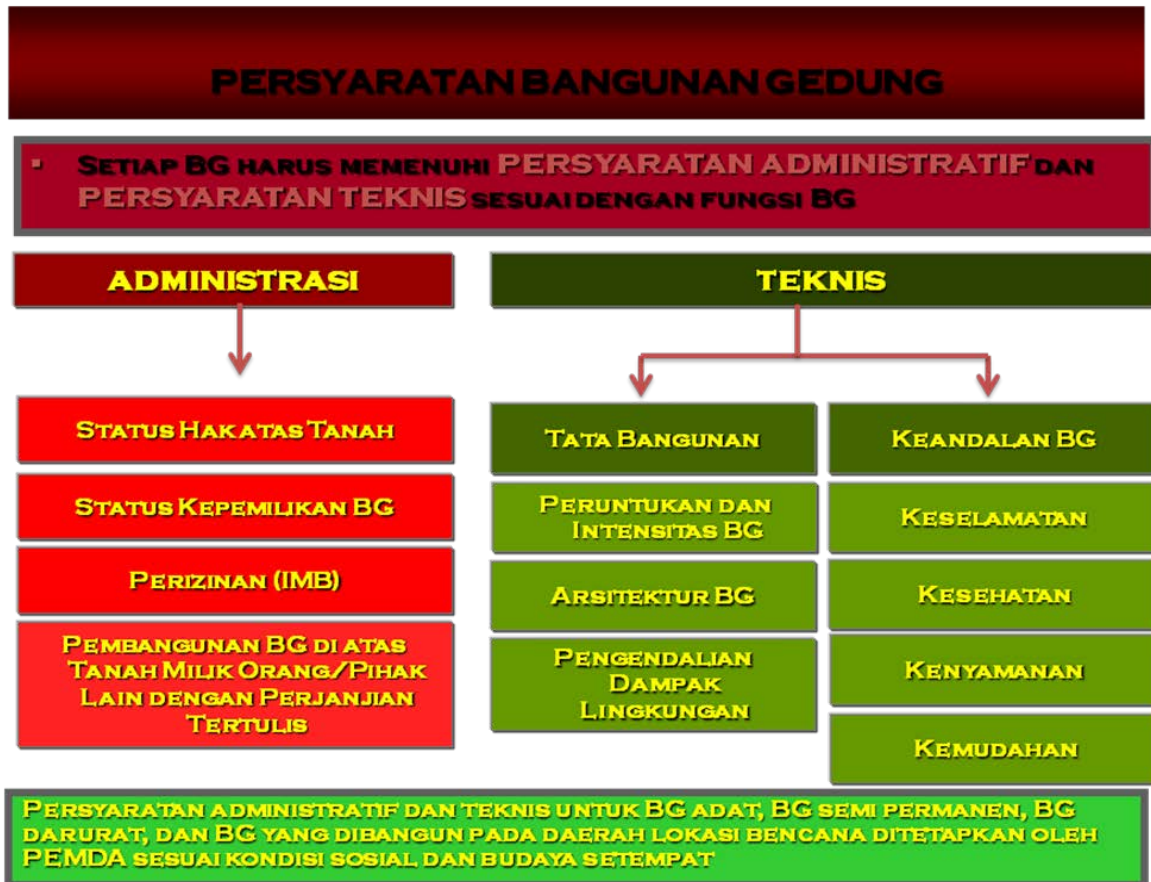 PERSYARATAN BANGUNAN GEDUNG
▪ SETIAP BG HARUS MEMENUHI PERSYARATAN ADMINISTRATIF DAN
PERSYARATAN TEKNIS SESUAI DENGAN FUNGSI BG
ADMINISTRASI
STATUS HAK ATAS TANAH
STATUS KEPEMILIKAN BG
PERIZINAN (IMB)
PEMBANGUNAN BG DI ATAS
TANAH MILIK ORANG/PIHAK
LAIN DENGAN PERJANJIAN
TERTULIS
TEKNIS
TATA BANGUNAN
PERUNTUKAN DAN
INTENSITAS BG
ARSITEKTUR BG
PENGENDALIAN
DAMPAK
LINGKUNGAN
KEANDALAN BG
KESELAMATAN
KESEHATAN
KENYAMANAN
KEMUDAHAN
PERSYARATAN ADMINISTRATIF DAN TEKNIS UNTUK BG ADAT, BG SEMI PERMANEN, BG
DARURAT, DAN BG YANG DIBANGUN PADA DAERAH LOKASI BENCANA DITETAPKAN OLEH
PEMDA SESUAI KONDISI SOSIAL DAN BUDAYA SETEMPAT